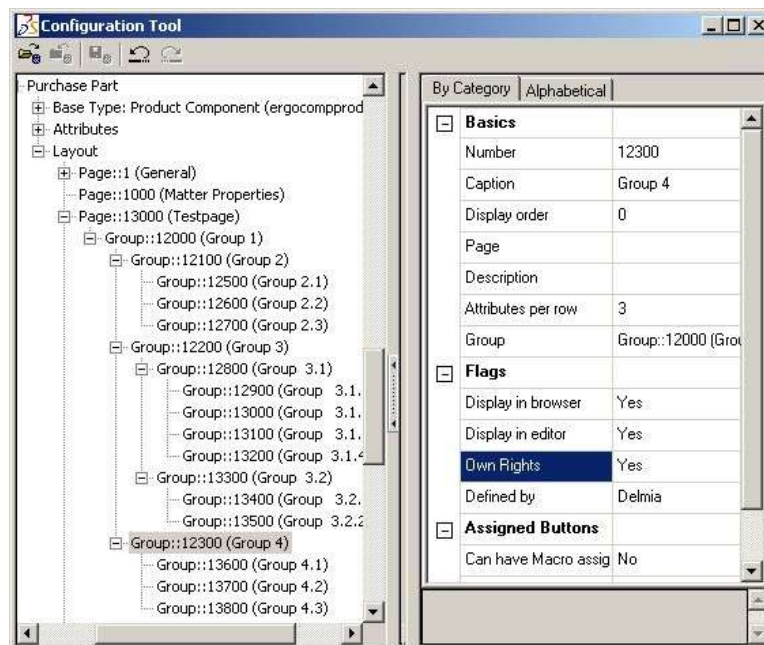 Configuration Tool
Purchase Part
Base Type: Product Component (ergocompprod
Attributes
Layout
Page::1 (General)
Page::1000 (Matter Properties)
Page::13000 (Testpage)
Group::12000 (Group 1)
Group::12100 (Group 2)
Group::12500 (Group 2.1)
Group::12600 (Group 2.2)
Group::12700 (Group 2.3)
Group::12200 (Group 3)
Group::12800 (Group 3.1)
Group::12900 (Group 3.1.
Group::13000 (Group 3.1.
Group::13100 (Group 3.1.
Group::13200 (Group 3.1.4
Group::13300 (Group 3.2)
Group::13400 (Group 3.2.
Group::13500 (Group 3.2.2
Group::12300 (Group 4)
Group::13600 (Group 4.1)
Group::13700 (Group 4.2)
Group::13800 (Group 4.3)
By Category Alphabetical
Basics
Number 12300
Caption Group 4
Display order 0
Page
Description
Attributes per row 3
Group Group::12000 (Grou
Flags
Display in browser Yes
Display in editor Yes
Own Rights Yes
Defined by Delmia
Assigned Buttons
Can have Macro assig No